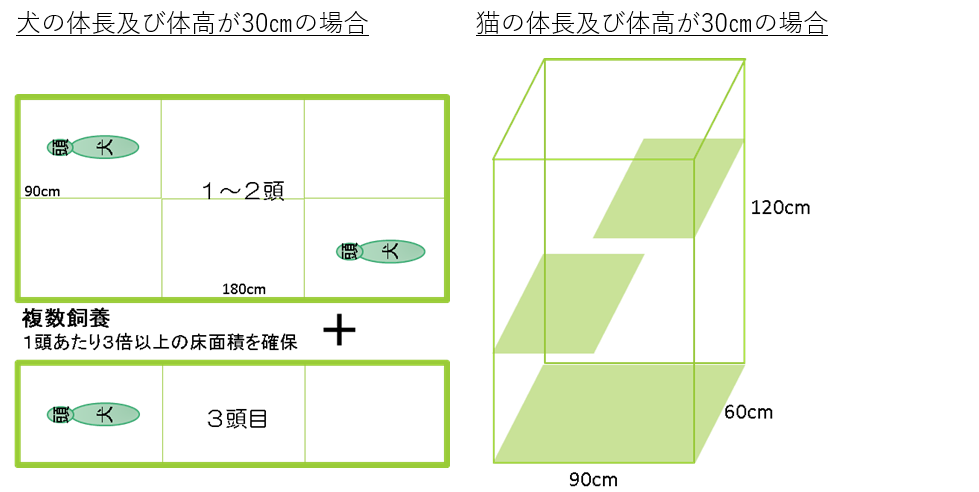 犬の体長及び体高が30㎝の場合
頭 犬
90cm
１～２頭
頭 犬
180cm
複数飼養
１頭あたり３倍以上の床面積を確保
＋
頭 犬
３頭目
猫の体長及び体高が30㎝の場合
120cm
60cm
90cm